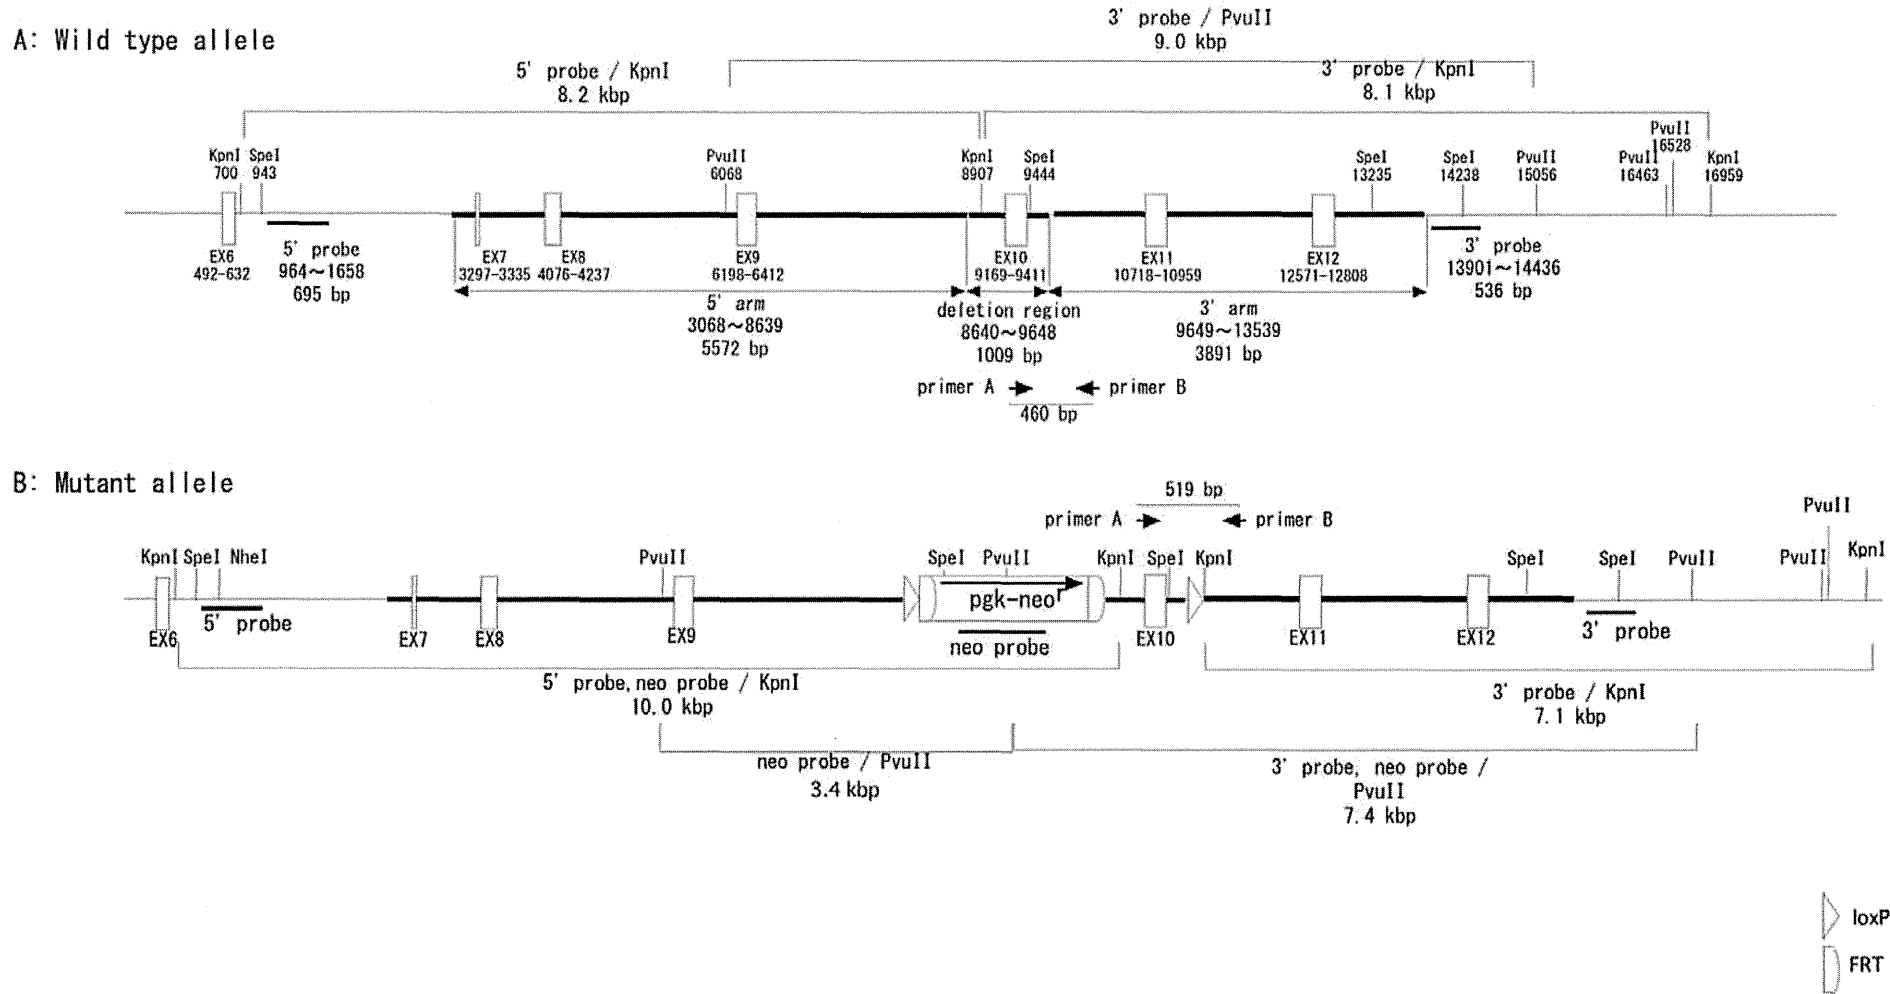 3' probe / PvuII
9.0 kbp
A: Wild type allele
5' probe / KpnI
8.2 kbp
3' probe / KpnI
8.1 kbp
KpnI
700
SpeI
943
PvuII
6068
KpnI
8907
SpeI
9444
SpeI
13235
SpeI
14238
PvuII
15056
PvuII
16463
PvuII
16528
KpnI
16959
EX6
492-632
5' probe
964~1658
695 bp
EX7
3297-3335
EX8
4076-4237
EX9
6198-6412
EX10
9169-9411
EX11
10718-10959
EX12
12571-12808
3' probe
13901~14436
536 bp
5' arm
3068~8639
5572 bp
deletion region
8640~9648
1009 bp
3' arm
9649~13539
3891 bp
primer A
primer B
460 bp
B: Mutant allele
519 bp
primer A
primer B
KpnI
SpeI
NheI
PvuII
SpeI
PvuII
KpnI
SpeI
KpnI
SpeI
SpeI
PvuII
PvuII
PvuII
KpnI
pgk-neo^r
EX6
5' probe
EX7
EX8
EX9
neo probe
EX10
EX11
EX12
3' probe
5' probe, neo probe / KpnI
10.0 kbp
3' probe / KpnI
7.1 kbp
neo probe / PvuII
3.4 kbp
3' probe, neo probe /
PvuII
7.4 kbp
loxP
FRT